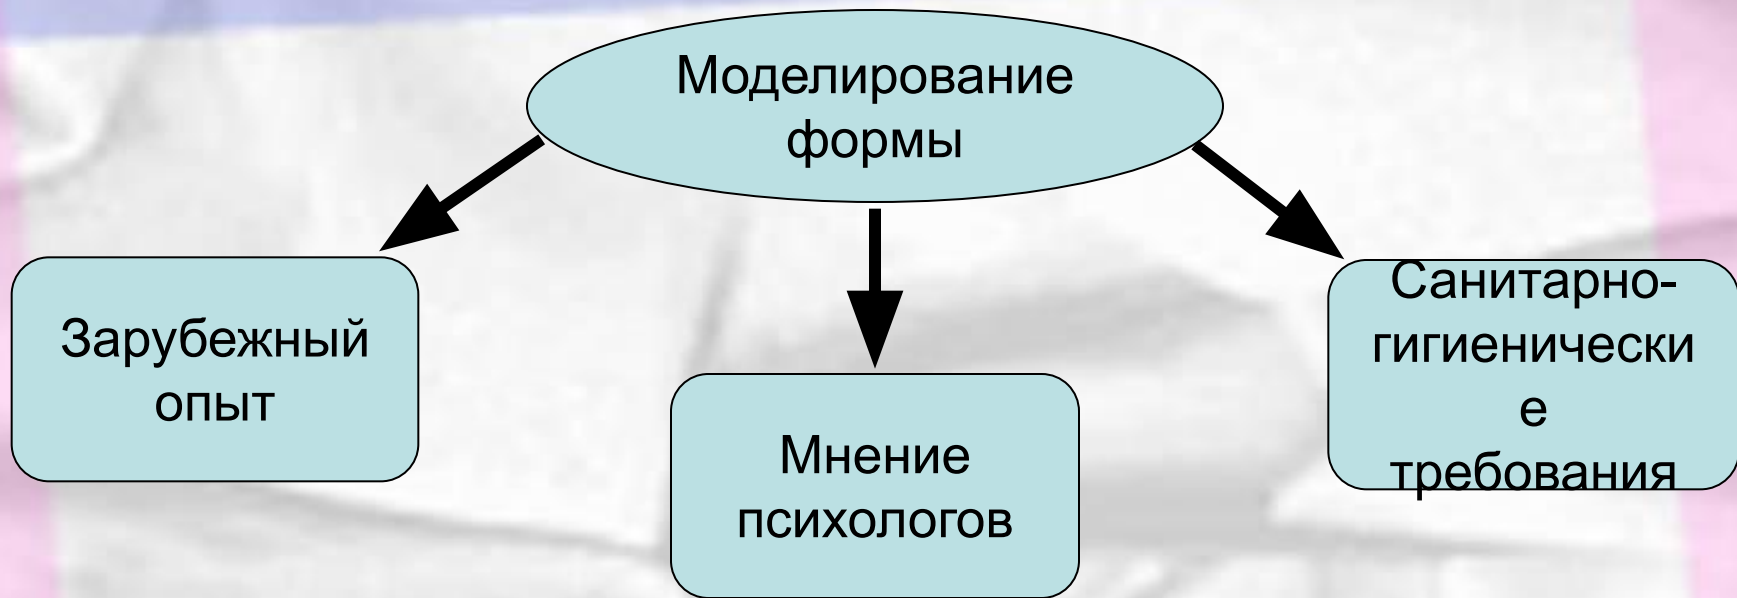 Моделирование
формы
Зарубежный
опыт
Мнение
психологов
Санитарно-
гигиенически
е
требования